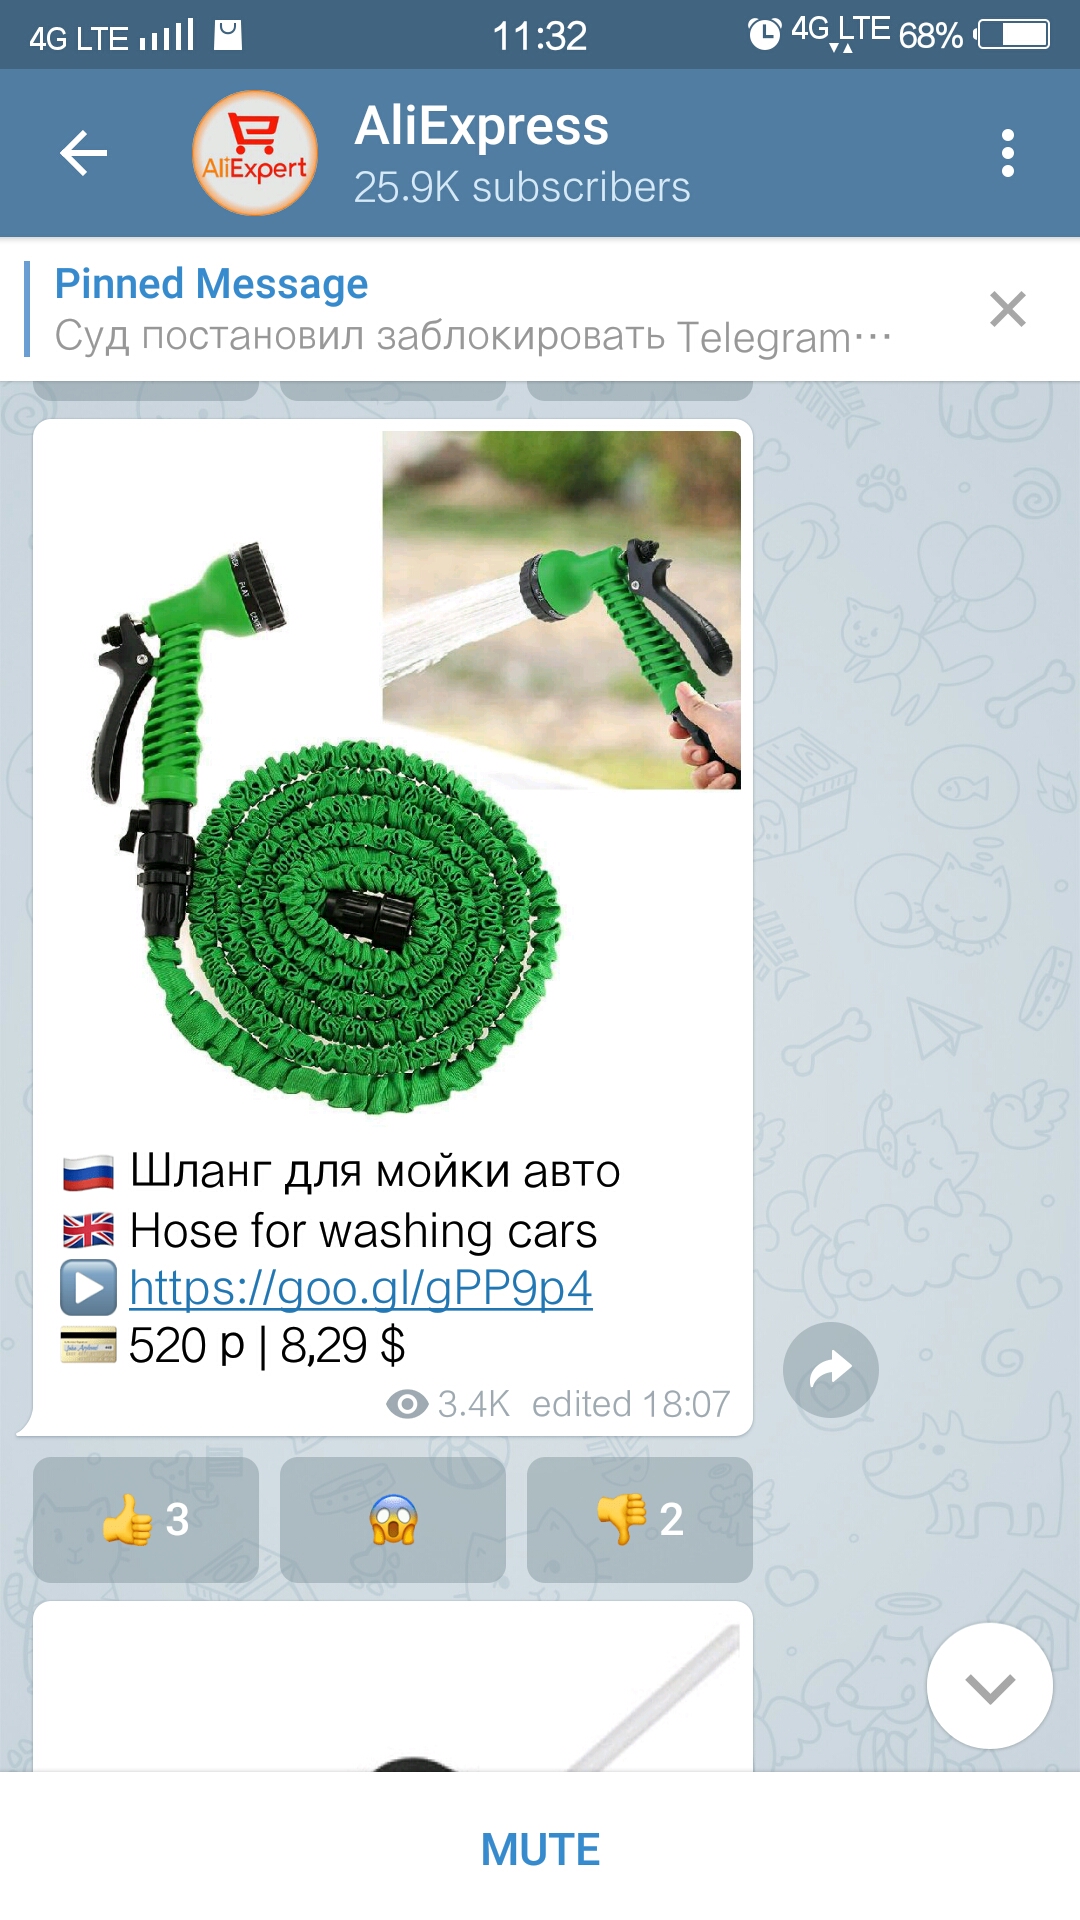 4G LTE 11:32 4G LTE 68%
AliExpert
AliExpress
25.9K subscribers
Pinned Message
Суд постановил заблокировать Telegram...
FLAT
🇷🇺 Шланг для мойки авто
🇬🇧 Hose for washing cars
▶️ https://goo.gl/gPP9p4
💳 520 р | 8,29 $
3.4K edited 18:07
👍 3 😱 👎 2
MUTE